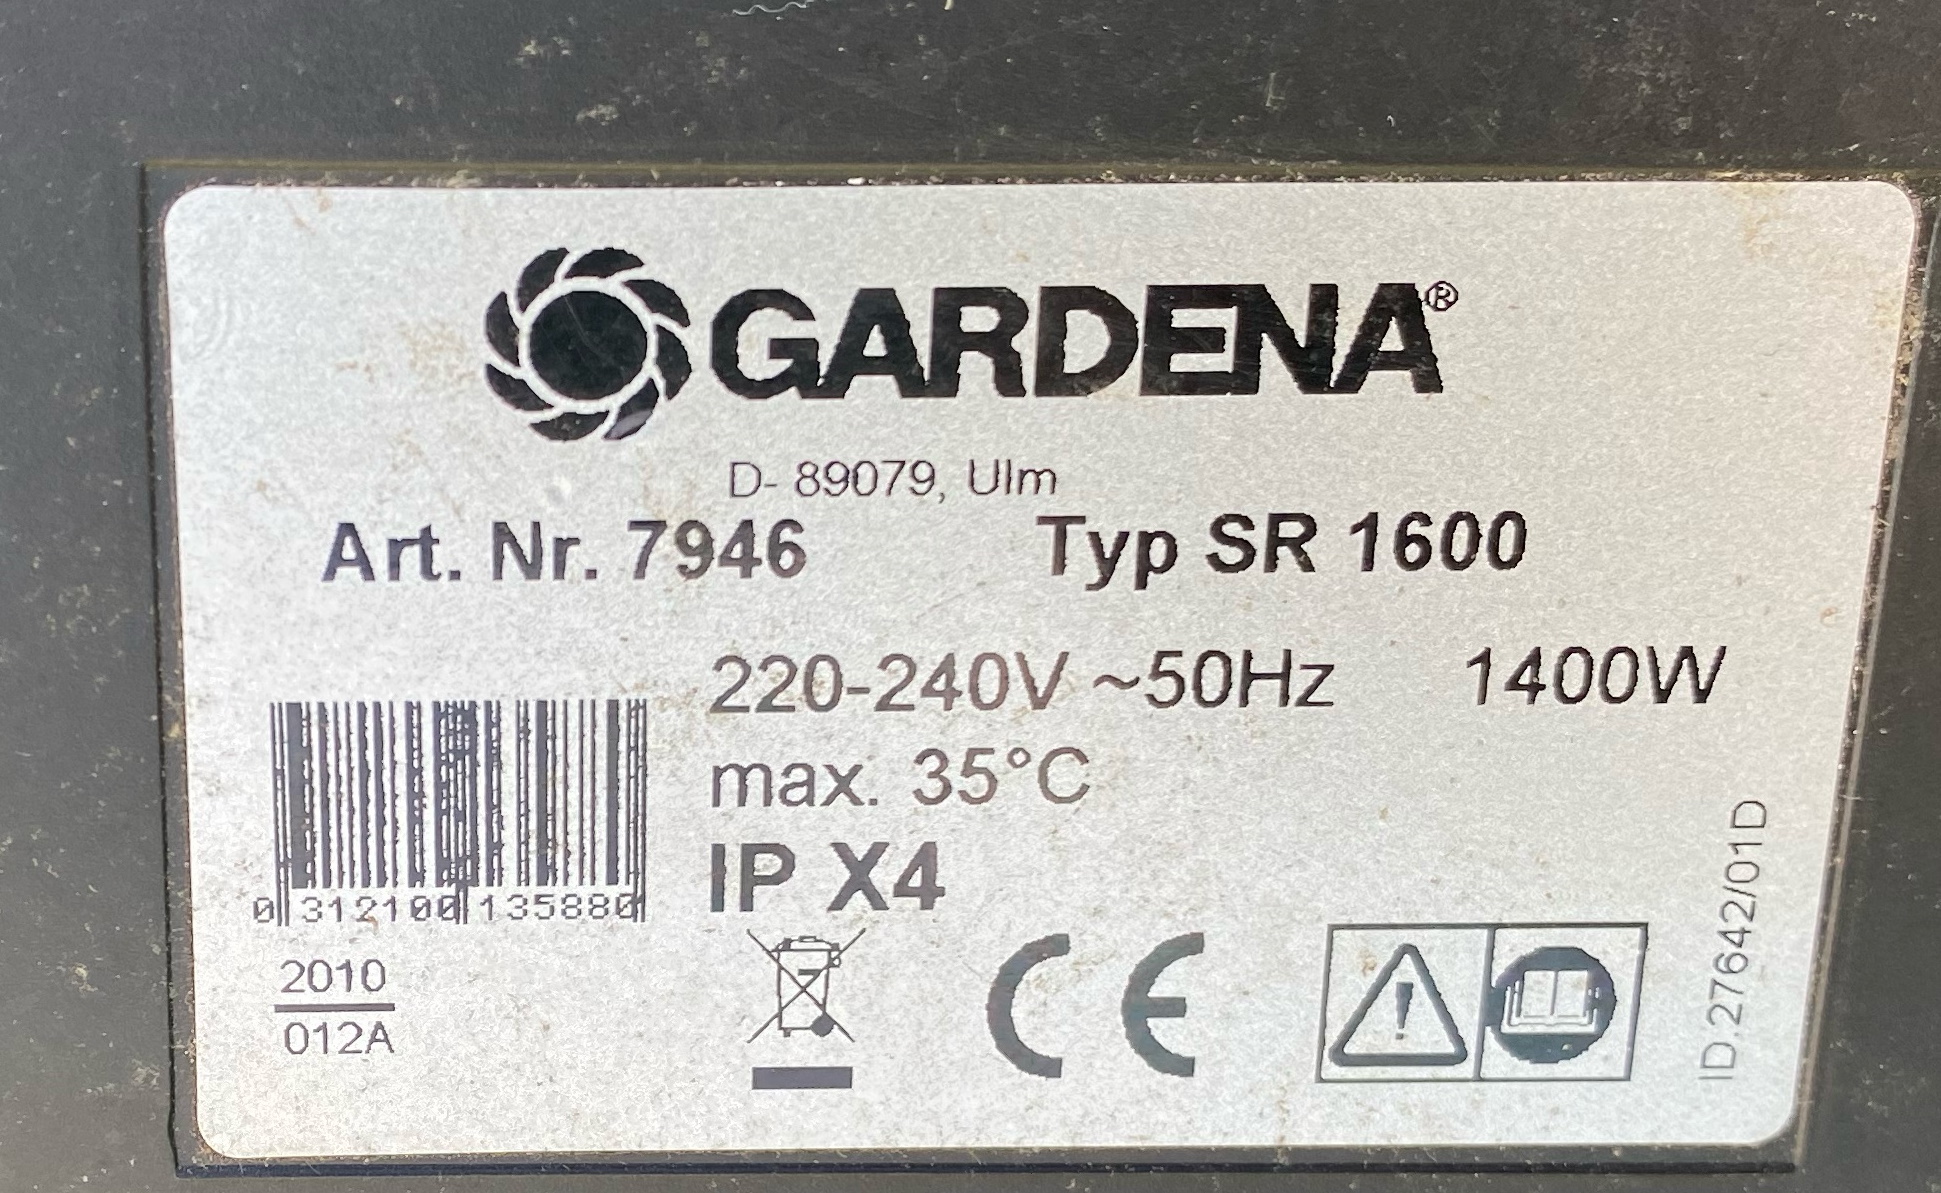 GARDENA®
D- 89079, Ulm
Art. Nr. 7946 Typ SR 1600
220-240V ~50Hz 1400W
max. 35°C
IP X4
0 312100 135880
2010
012A
CE
ID.27642/01D